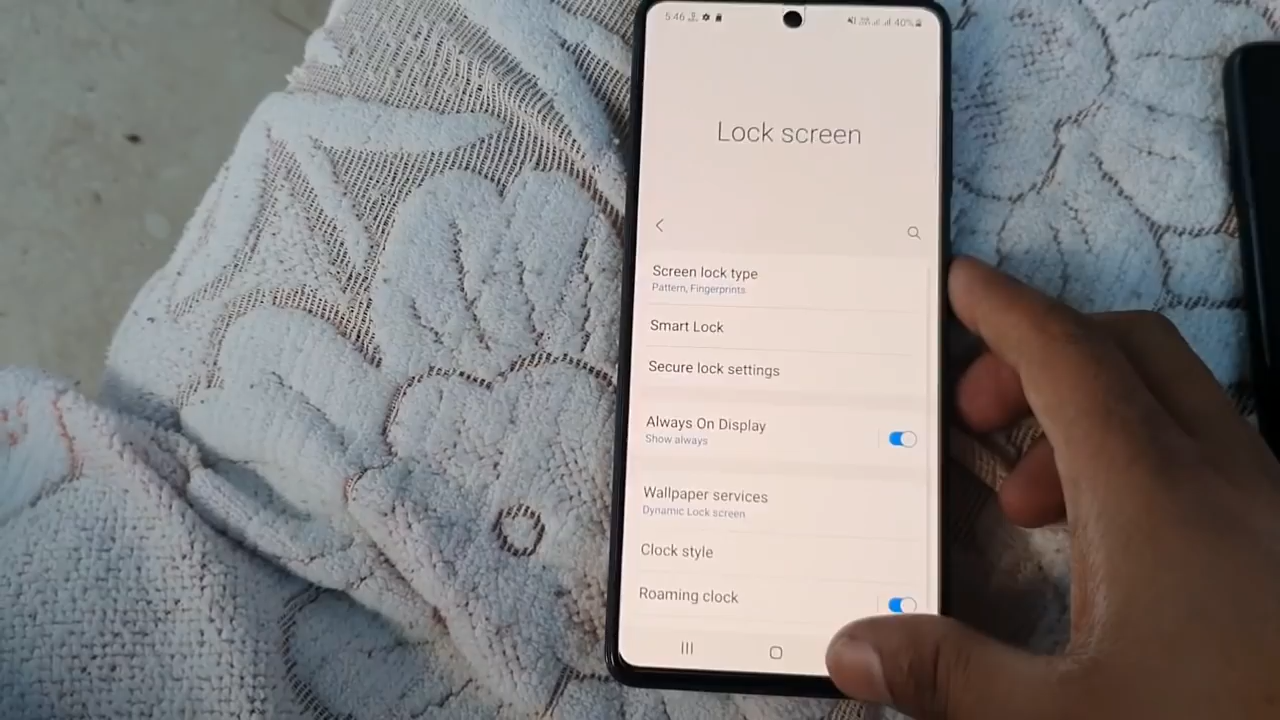 5:46
40%
Lock screen
Screen lock type
Pattern, Fingerprints
Smart Lock
Secure lock settings
Always On Display
Show always
Wallpaper services
Dynamic Lock screen
Clock style
Roaming clock